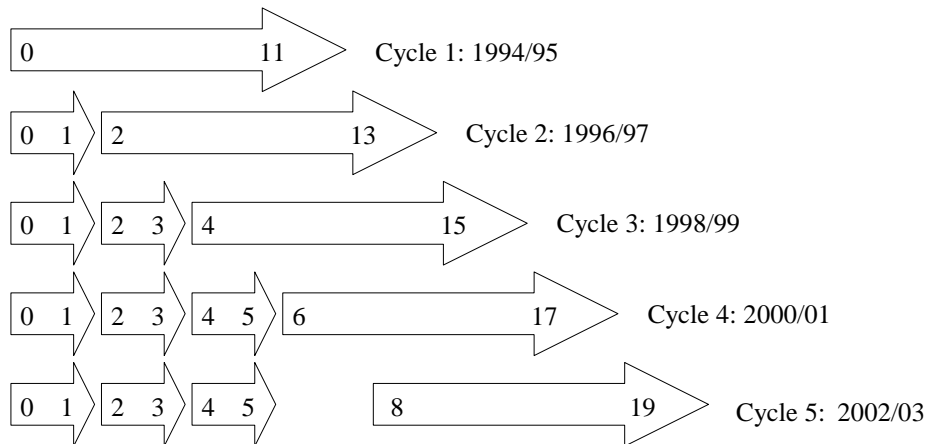 0 11 Cycle 1: 1994/95
0 1 2 13 Cycle 2: 1996/97
0 1 2 3 4 15 Cycle 3: 1998/99
0 1 2 3 4 5 6 17 Cycle 4: 2000/01
0 1 2 3 4 5 8 19 Cycle 5: 2002/03